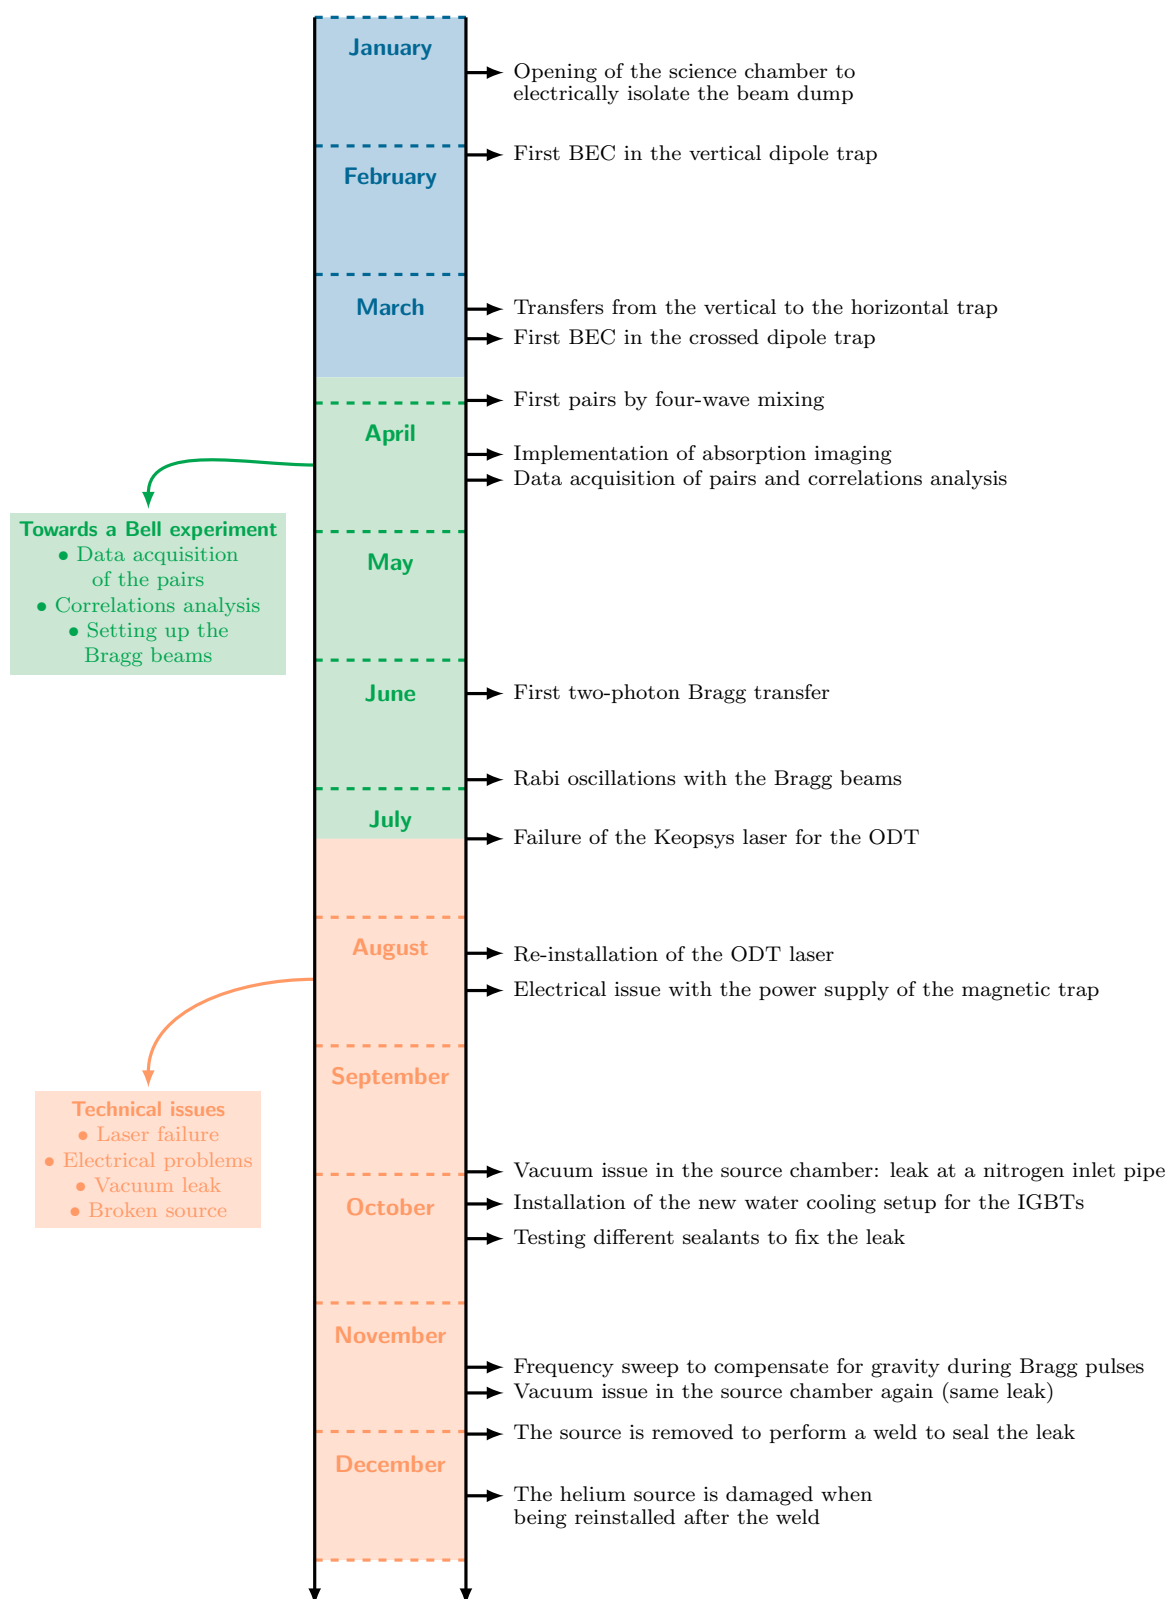 January
Opening of the science chamber to
electrically isolate the beam dump
First BEC in the vertical dipole trap
February
March
Transfers from the vertical to the horizontal trap
First BEC in the crossed dipole trap
First pairs by four-wave mixing
April
Implementation of absorption imaging
Data acquisition of pairs and correlations analysis
Towards a Bell experiment
• Data acquisition
of the pairs
• Correlations analysis
• Setting up the
Bragg beams
May
June
First two-photon Bragg transfer
Rabi oscillations with the Bragg beams
July
Failure of the Keopsys laser for the ODT
August
Re-installation of the ODT laser
Electrical issue with the power supply of the magnetic trap
September
Technical issues
• Laser failure
• Electrical problems
• Vacuum leak
• Broken source
Vacuum issue in the source chamber: leak at a nitrogen inlet pipe
October
Installation of the new water cooling setup for the IGBTs
Testing different sealants to fix the leak
November
Frequency sweep to compensate for gravity during Bragg pulses
Vacuum issue in the source chamber again (same leak)
The source is removed to perform a weld to seal the leak
December
The helium source is damaged when
being reinstalled after the weld